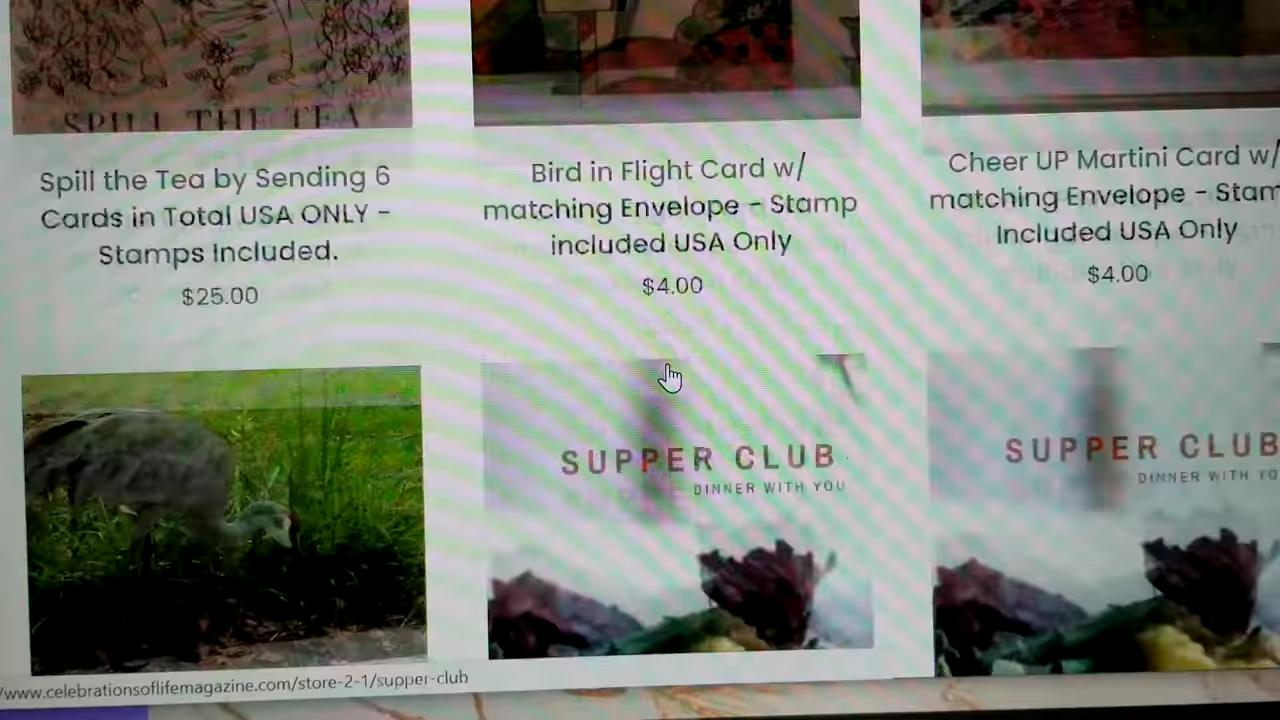 SPILL THE TEA
Spill the Tea by Sending 6
Cards in Total USA ONLY -
Stamps Included.
$25.00
Bird in Flight Card w/
matching Envelope - Stamp
included USA Only
$4.00
Cheer UP Martini Card w/
matching Envelope - Stam
Included USA Only
$4.00
SUPPER CLUB
DINNER WITH YOU
SUPPER CLUB
DINNER WITH YO
/www.celebrationsoflifemagazine.com/store-2-1/supper-club